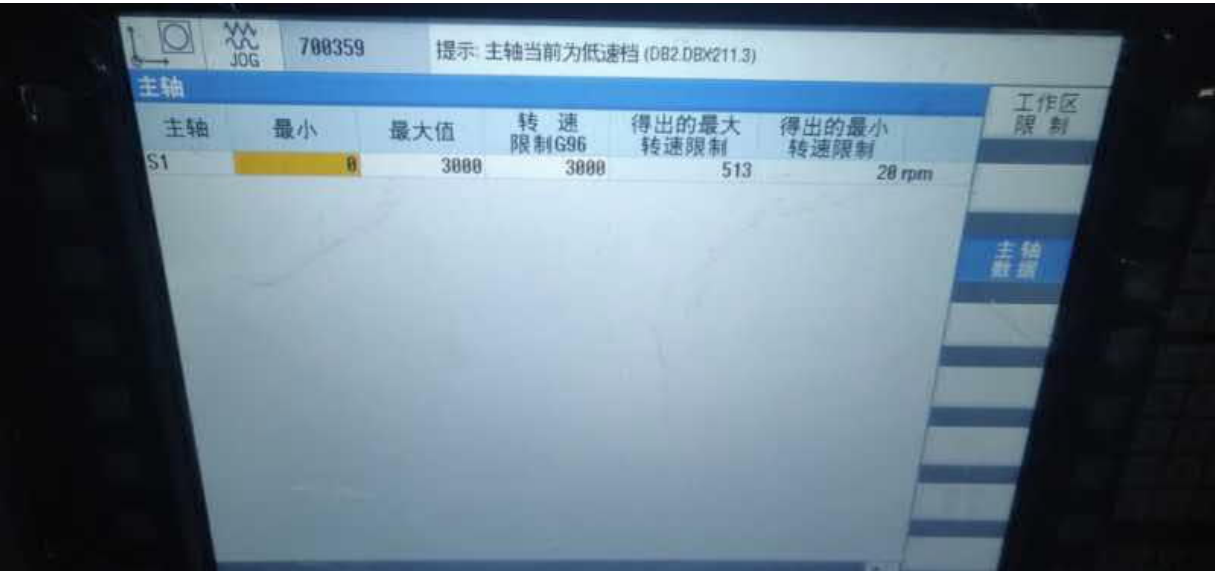 JOG
700359
提示: 主轴当前为低速档 (DB2.DBX211.3)
主轴
主轴 最小 最大值 转 速 限制G96 得出的最大 转速限制 得出的最小 转速限制
S1 0 3000 3000 513 20 rpm
工作区
限 制
主 轴
数 据